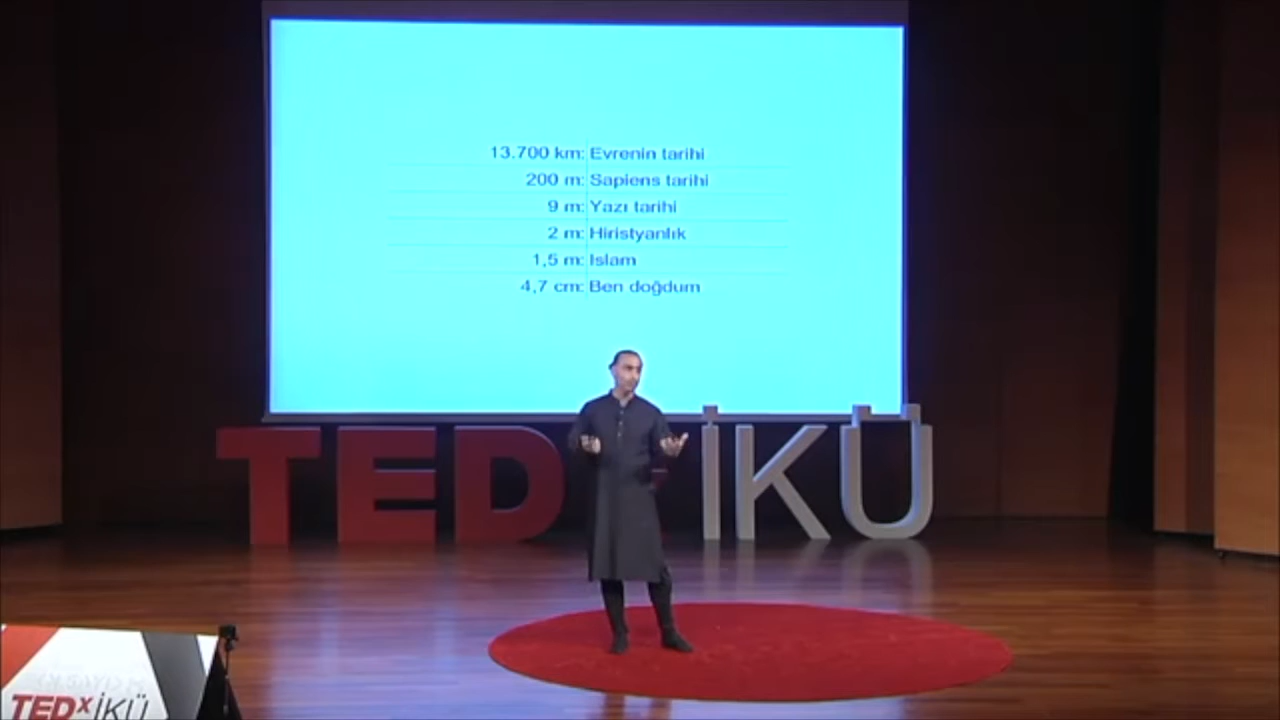 13.700 km: Evrenin tarihi
200 m: Sapiens tarihi
9 m: Yazı tarihi
2 m: Hiristyanlık
1,5 m: Islam
4,7 cm: Ben doğdum
TEDx İKÜ
TEDx İKÜ